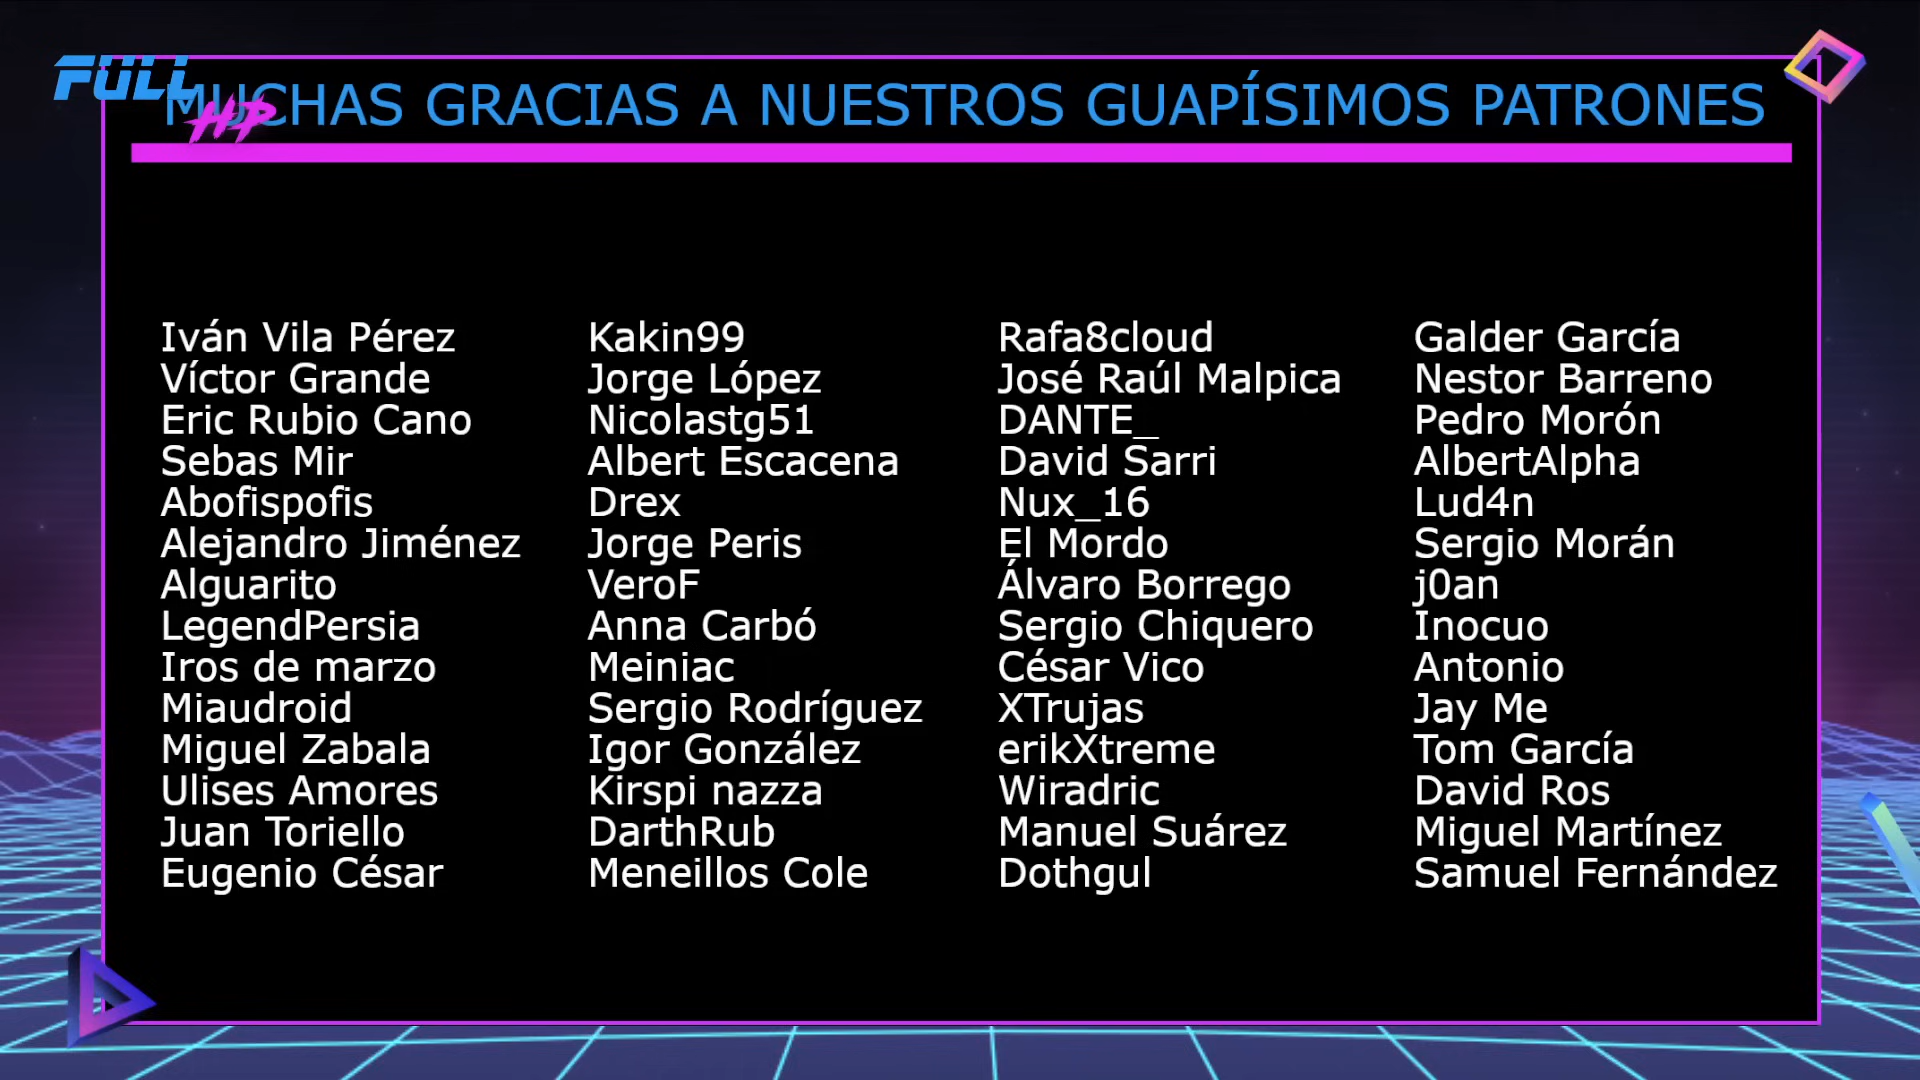 FULL HP
MUCHAS GRACIAS A NUESTROS GUAPÍSIMOS PATRONES
Iván Vila Pérez
Víctor Grande
Eric Rubio Cano
Sebas Mir
Abofispofis
Alejandro Jiménez
Alguarito
LegendPersia
Iros de marzo
Miaudroid
Miguel Zabala
Ulises Amores
Juan Toriello
Eugenio César
Kakin99
Jorge López
Nicolastg51
Albert Escacena
Drex
Jorge Peris
VeroF
Anna Carbó
Meiniac
Sergio Rodríguez
Igor González
Kirspi nazza
DarthRub
Meneillos Cole
Rafa8cloud
José Raúl Malpica
DANTE_
David Sarri
Nux_16
El Mordo
Álvaro Borrego
Sergio Chiquero
César Vico
XTrujas
erikXtreme
Wiradric
Manuel Suárez
Dothgul
Galder García
Nestor Barreno
Pedro Morón
AlbertAlpha
Lud4n
Sergio Morán
j0an
Inocuo
Antonio
Jay Me
Tom García
David Ros
Miguel Martínez
Samuel Fernández